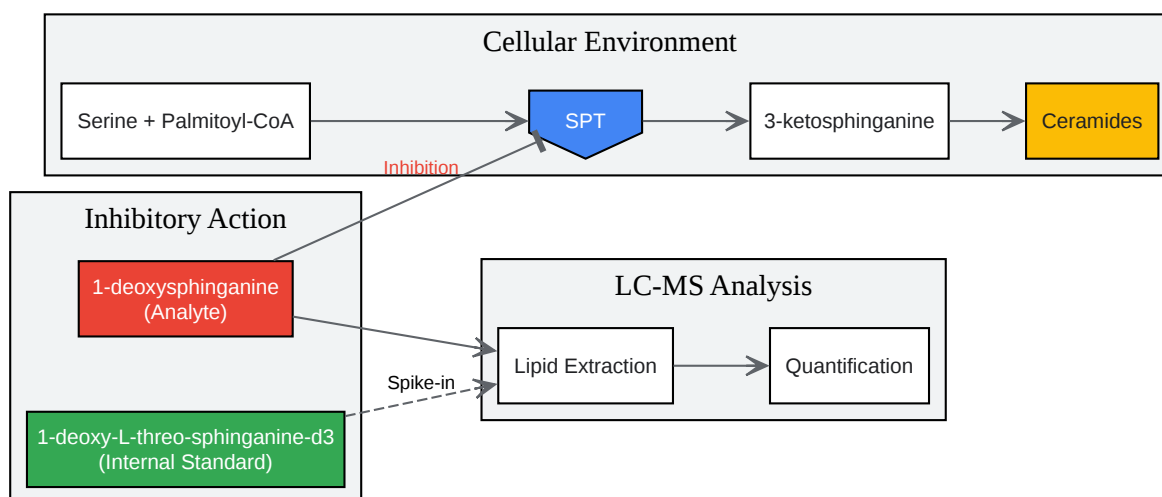 Cellular Environment
Serine + Palmitoyl-CoA
SPT
3-ketosphinganine
Ceramides
Inhibition
Inhibitory Action
1-deoxysphinganine
(Analyte)
LC-MS Analysis
Lipid Extraction
Quantification
Spike-in
1-deoxy-L-threo-sphinganine-d3
(Internal Standard)